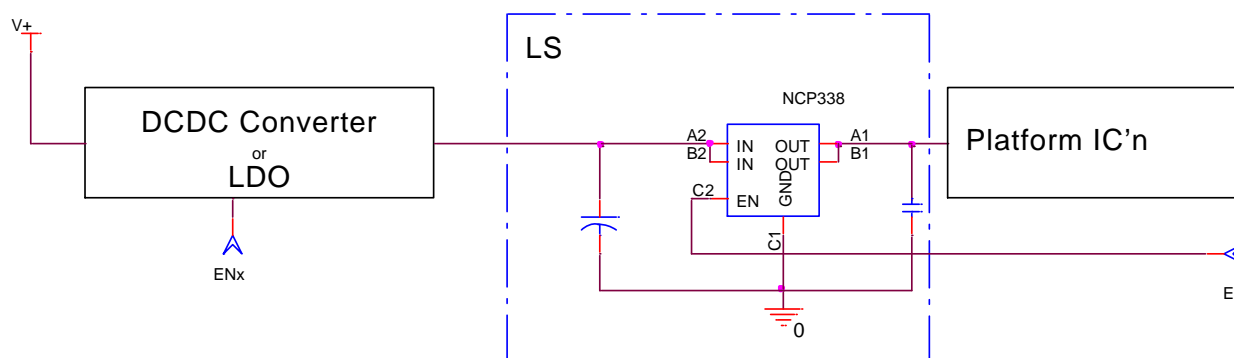 V+
LS
NCP338
DCDC Converter
or
LDO
A2
B2
IN
IN
OUT
OUT
A1
B1
Platform IC'n
C2
EN
GND
C1
ENx
E
0